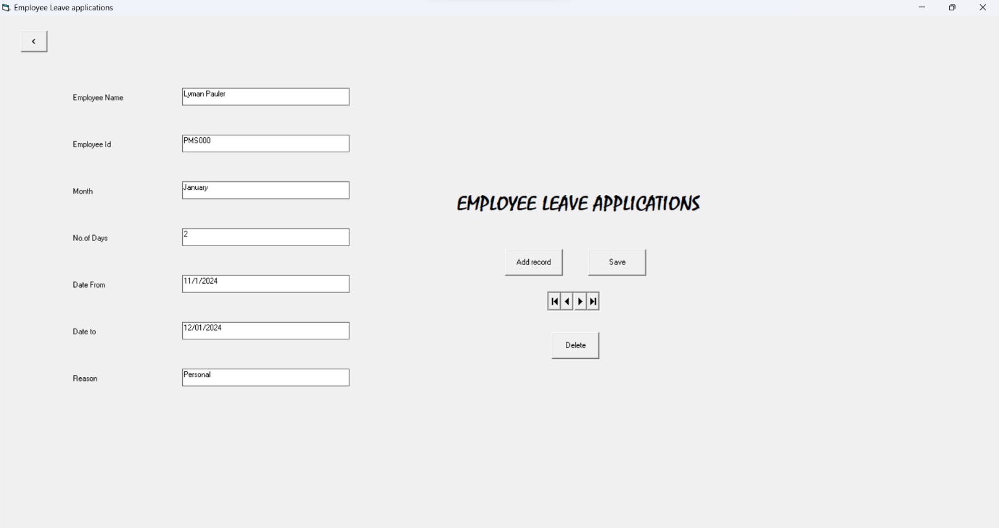 Employee Leave applications
<
Employee Name
Lyman Pauler
Employee Id
PMS000
Month
January
No.of Days
2
Date From
11/1/2024
Date to
12/01/2024
Reason
Personal
EMPLOYEE LEAVE APPLICATIONS
Add record
Save
Delete